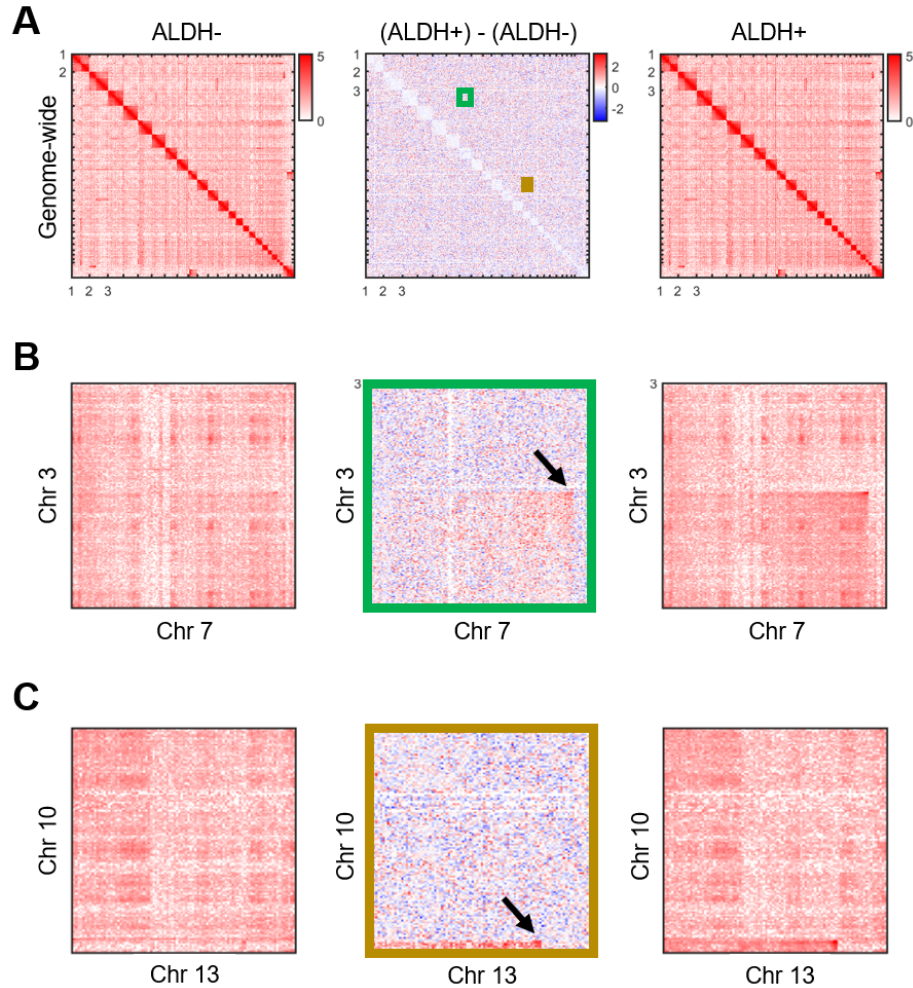 A
ALDH-
(ALDH+) - (ALDH-)
ALDH+
Genome-wide
1
2
3
5
0
1 2 3
1
2
3
2
0
-2
1 2 3
1
2
3
5
0
1 2 3
B
Chr 3
Chr 7
3
Chr 3
Chr 7
3
Chr 3
Chr 7
C
Chr 10
Chr 13
Chr 10
Chr 13
Chr 10
Chr 13